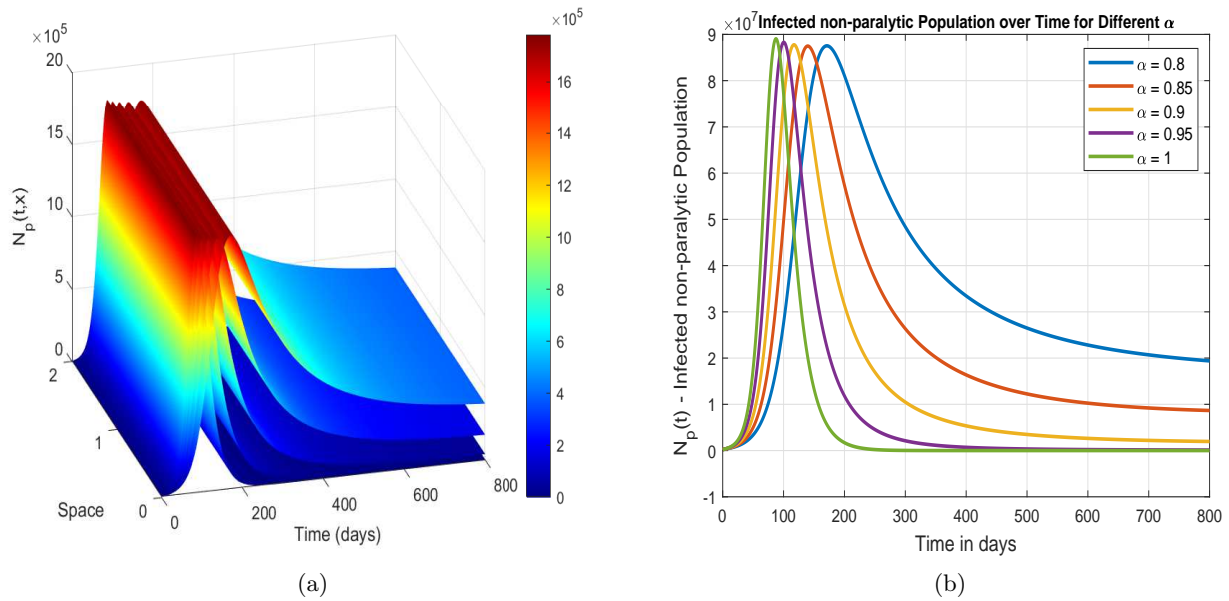 ×10⁵
20
15
10
5
0
N_p(t,x)
2
1
0
Space
0
200
400
600
800
Time (days)
×10⁵
16
14
12
10
8
6
4
2
0
(a)
Infected non-paralytic Population over Time for Different α
×10⁷
9
8
7
6
5
4
3
2
1
0
-1
N_p(t) - Infected non-paralytic Population
α = 0.8
α = 0.85
α = 0.9
α = 0.95
α = 1
0 100 200 300 400 500 600 700 800
Time in days
(b)